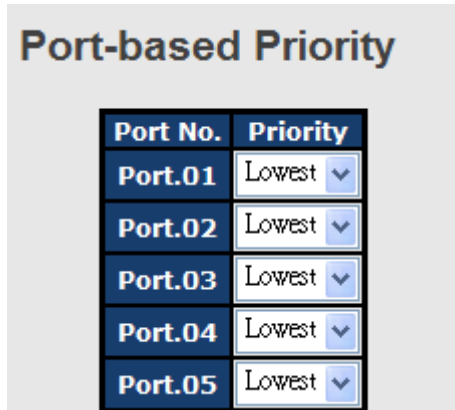 Port-based Priority
Port No. Priority
Port.01 Lowest
Port.02 Lowest
Port.03 Lowest
Port.04 Lowest
Port.05 Lowest